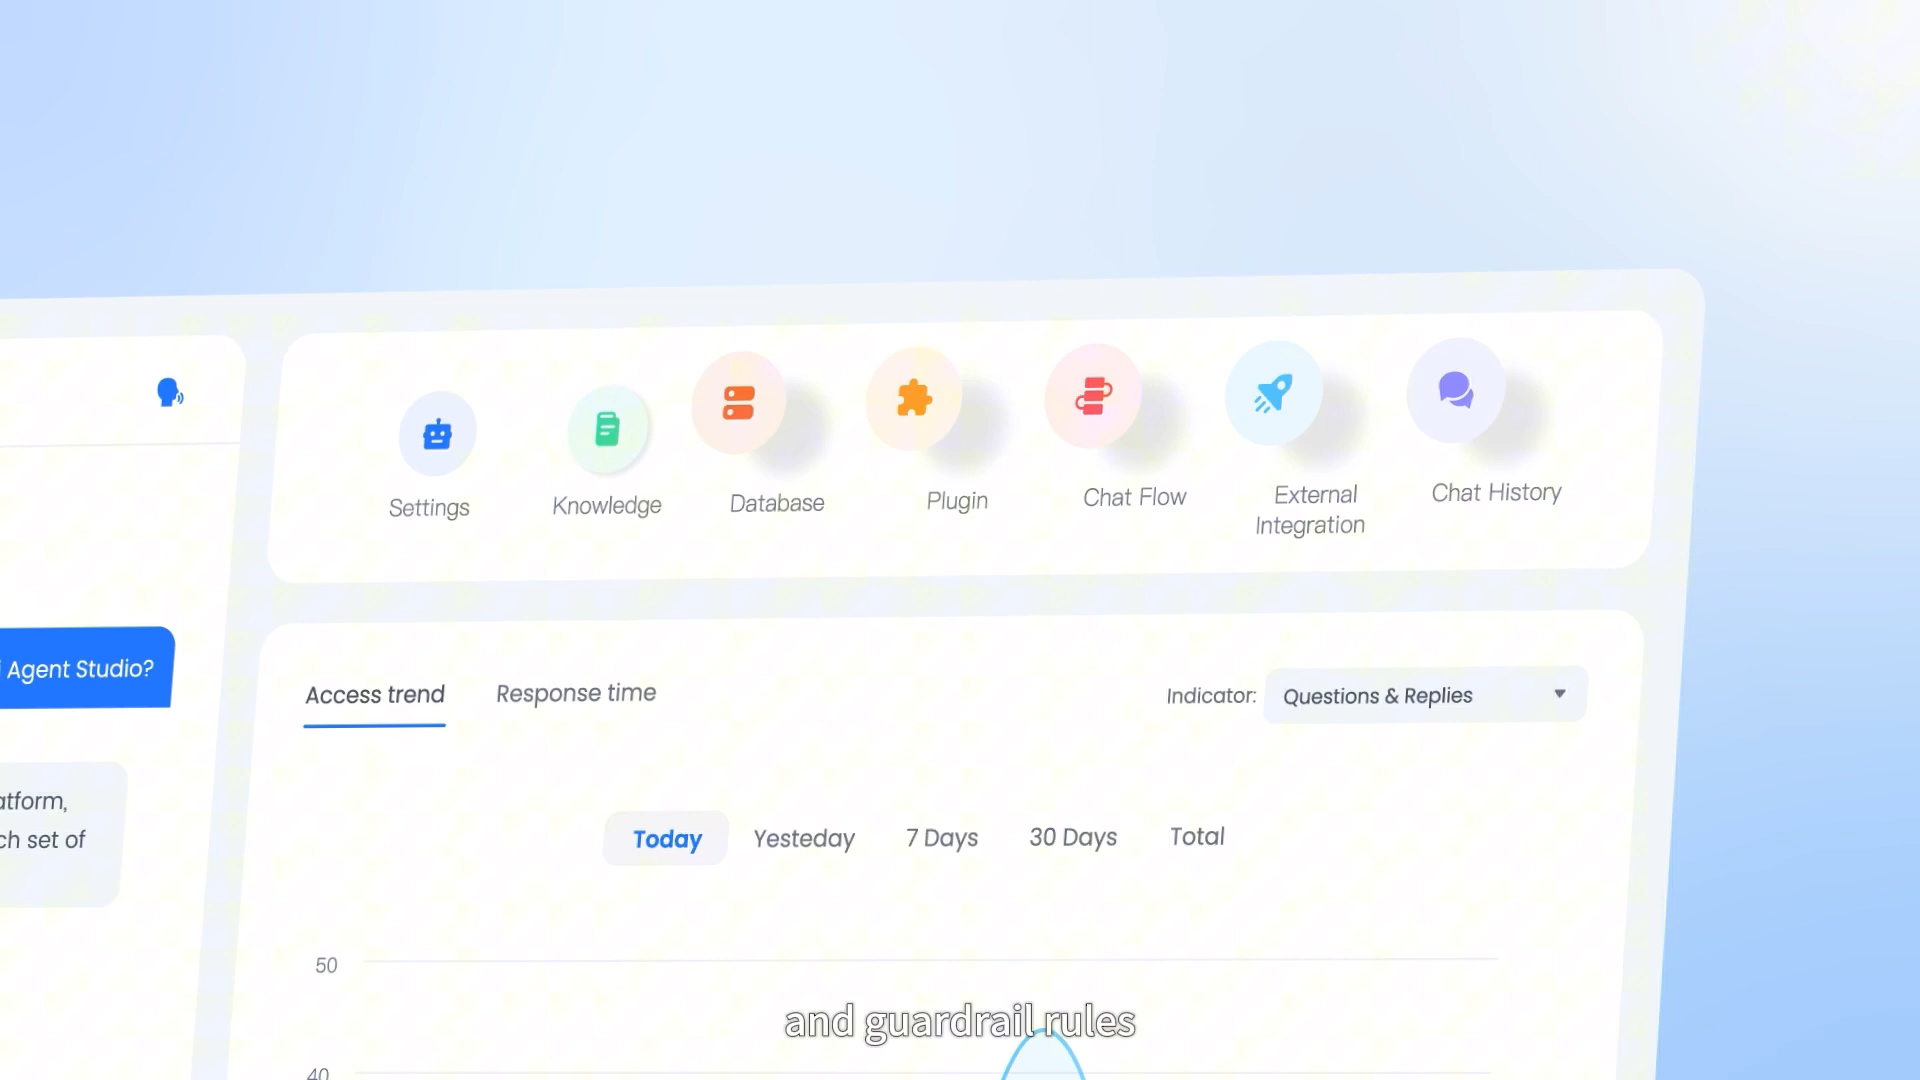 Settings
Knowledge
Database
Plugin
Chat Flow
External
Integration
Chat History
Agent Studio?
atform,
ch set of
Access trend
Response time
Indicator:
Questions & Replies
Today
Yesteday
7 Days
30 Days
Total
50
40
and guardrail rules